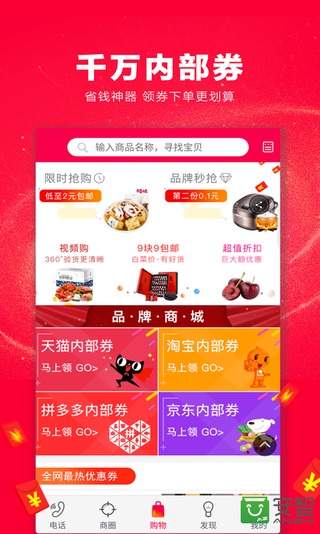 千万内部券
省钱神器 领券下单更划算
输入商品名称，寻找宝贝
限时抢购
品牌秒抢
低至2元包邮
第二份0.1元
视频购
360°验货更清晰
9块9包邮
白菜价·有好货
超值折扣
巨大额优惠
品·牌·商·城
天猫内部券
马上领 GO>
淘宝内部券
马上领 GO>
拼多多内部券
马上领 GO>
京东内部券
马上领 GO>
全网最热优惠券
电话
商圈
购物
发现
我的
安智